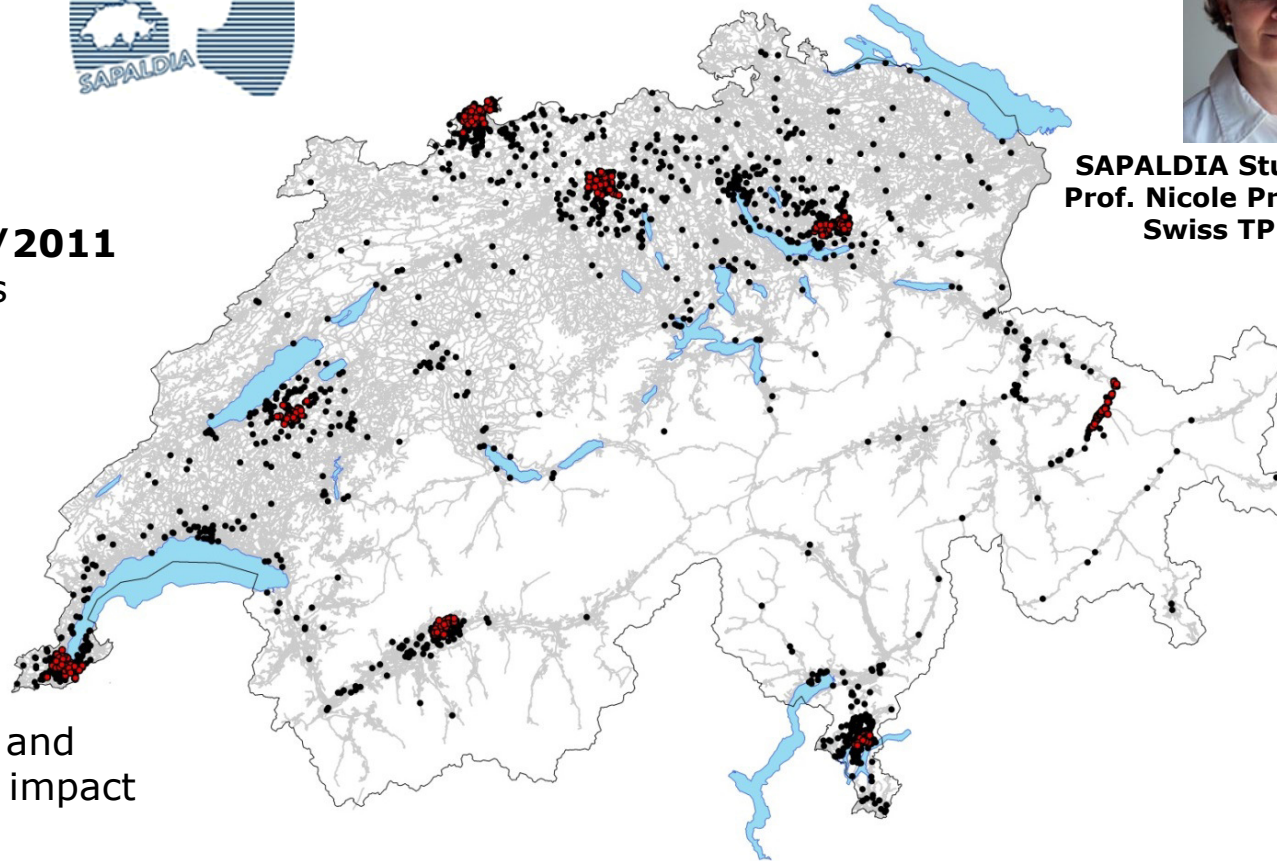 SAPALDIA
SAPALDIA Stu
Prof. Nicole Pr
Swiss TP
/2011
s
and
impact